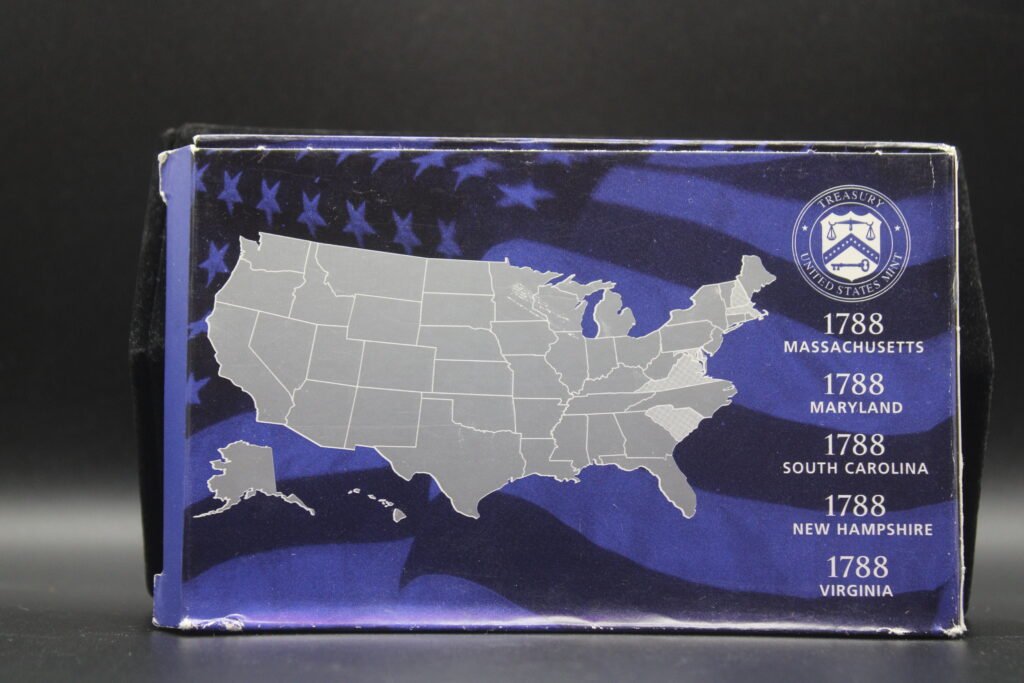 TREASURY
UNITED STATES MINT
1788
MASSACHUSETTS
1788
MARYLAND
1788
SOUTH CAROLINA
1788
NEW HAMPSHIRE
1788
VIRGINIA